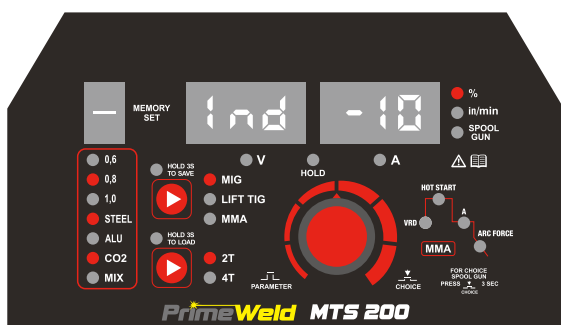 –
MEMORY
SET
Ind
-10
%
in/min
SPOOL
GUN
V
HOLD
A
0,6
0,8
1,0
STEEL
ALU
CO2
MIX
HOLD 3S
TO SAVE
HOLD 3S
TO LOAD
MIG
LIFT TIG
MMA
2T
4T
PARAMETER
CHOICE
HOT START
VRD
A
ARC FORCE
MMA
FOR CHOICE
SPOOL GUN
PRESS CHOICE 3 SEC
PrimeWeld MTS 200